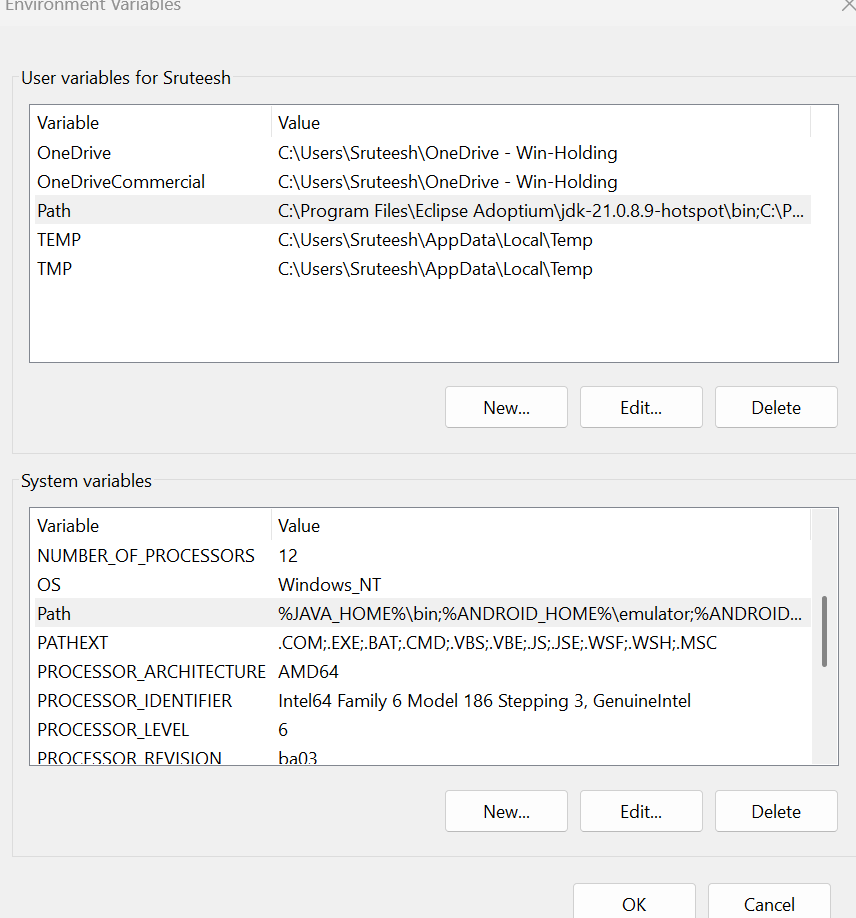 Environment Variables
User variables for Sruteesh
Variable Value
OneDrive C:\Users\Sruteesh\OneDrive - Win-Holding
OneDriveCommercial C:\Users\Sruteesh\OneDrive - Win-Holding
Path C:\Program Files\Eclipse Adoptium\jdk-21.0.8.9-hotspot\bin;C:\P...
TEMP C:\Users\Sruteesh\AppData\Local\Temp
TMP C:\Users\Sruteesh\AppData\Local\Temp
New... Edit... Delete
System variables
Variable Value
NUMBER_OF_PROCESSORS 12
OS Windows_NT
Path %JAVA_HOME%\bin;%ANDROID_HOME%\emulator;%ANDROID...
PATHEXT .COM;.EXE;.BAT;.CMD;.VBS;.VBE;.JS;.JSE;.WSF;.WSH;.MSC
PROCESSOR_ARCHITECTURE AMD64
PROCESSOR_IDENTIFIER Intel64 Family 6 Model 186 Stepping 3, GenuineIntel
PROCESSOR_LEVEL 6
PROCESSOR_REVISION ba03
New... Edit... Delete
OK Cancel